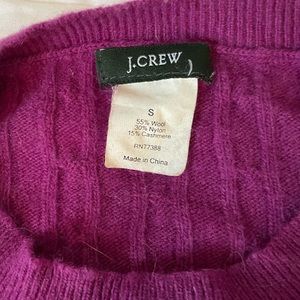 J.CREW
S
55% Wool
30% Nylon
15% Cashmere
RN77388
Made in China